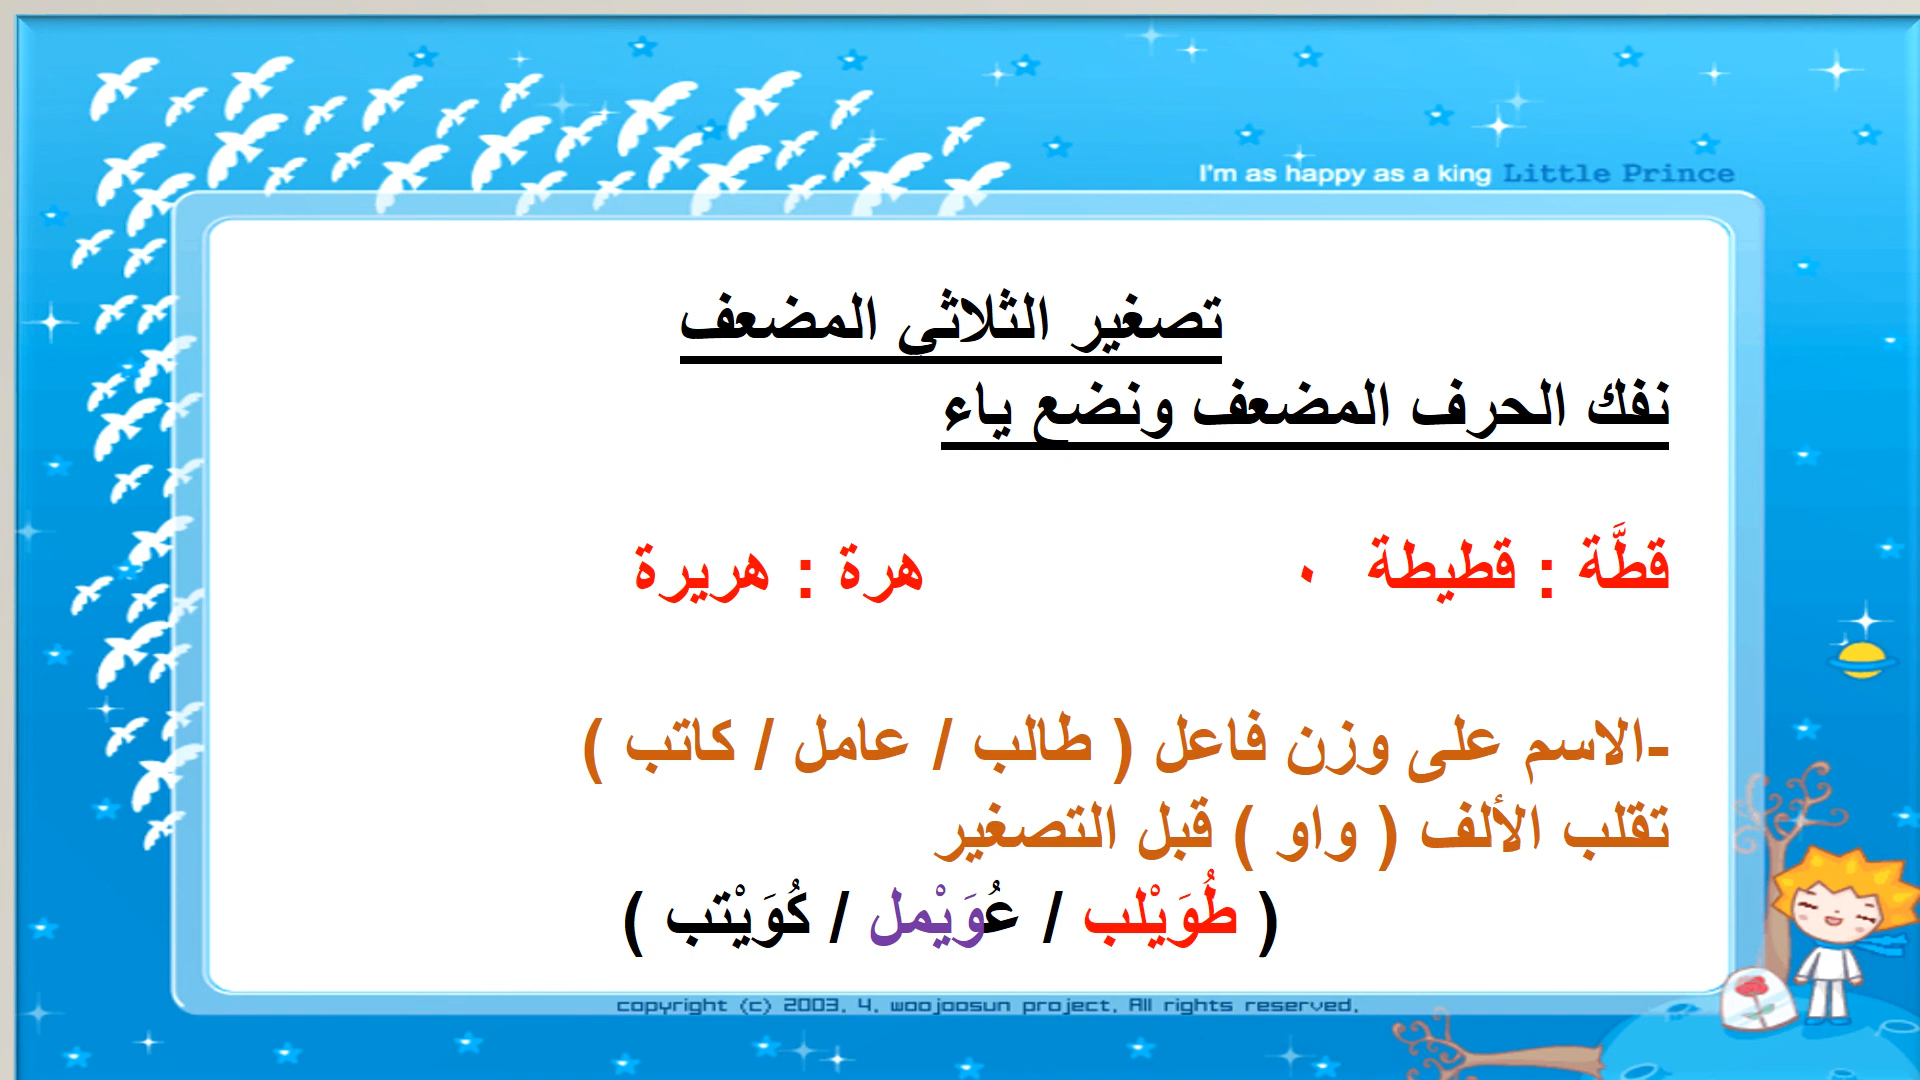 I'm as happy as a king Little Prince
تصغير الثلاثي المضعف
نفك الحرف المضعف ونضع ياء
قطَّة : قطيطة ٠ هرة : هريرة
-الاسم على وزن فاعل ( طالب / عامل / كاتب )
تقلب الألف ( واو ) قبل التصغير
( طُوَيْلب / عُوَيْمل / كُوَيْتب )
copyright (c) 2003. 4. woojoosun project. All rights reserved.